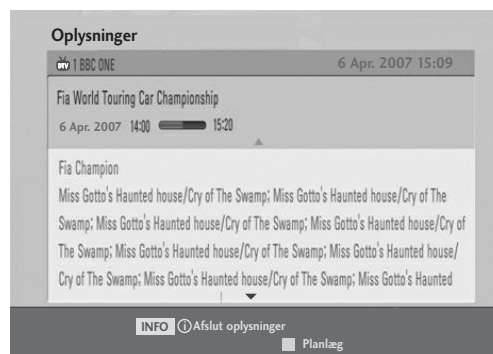 Oplysninger
DTV 1 BBC ONE 6 Apr. 2007 15:09
Fia World Touring Car Championship
6 Apr. 2007 14:00 15:20
Fia Champion
Miss Gotto's Haunted house/Cry of The Swamp; Miss Gotto's Haunted house/Cry of The
Swamp; Miss Gotto's Haunted house/Cry of The Swamp; Miss Gotto's Haunted house/Cry of
The Swamp; Miss Gotto's Haunted house/Cry of The Swamp; Miss Gotto's Haunted house/
Cry of The Swamp; Miss Gotto's Haunted house/Cry of The Swamp; Miss Gotto's Haunted
INFO i Afslut oplysninger
Planlæg